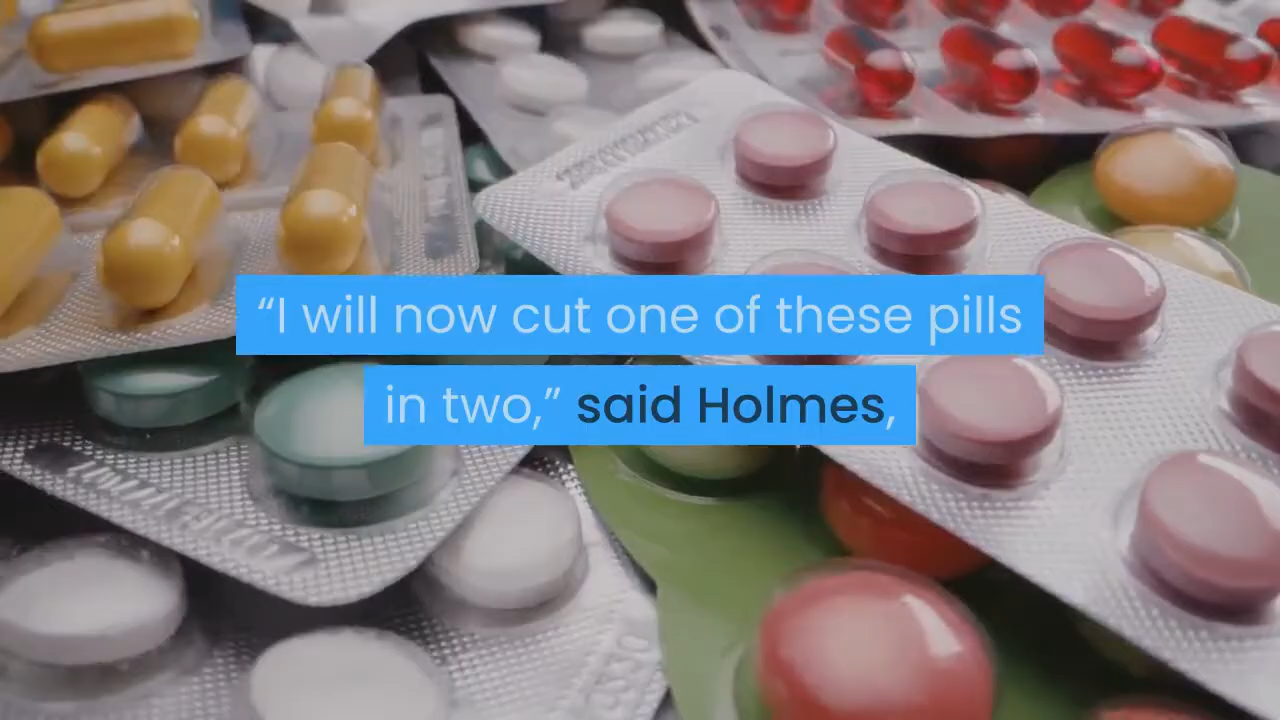 “I will now cut one of these pills
in two,” said Holmes,